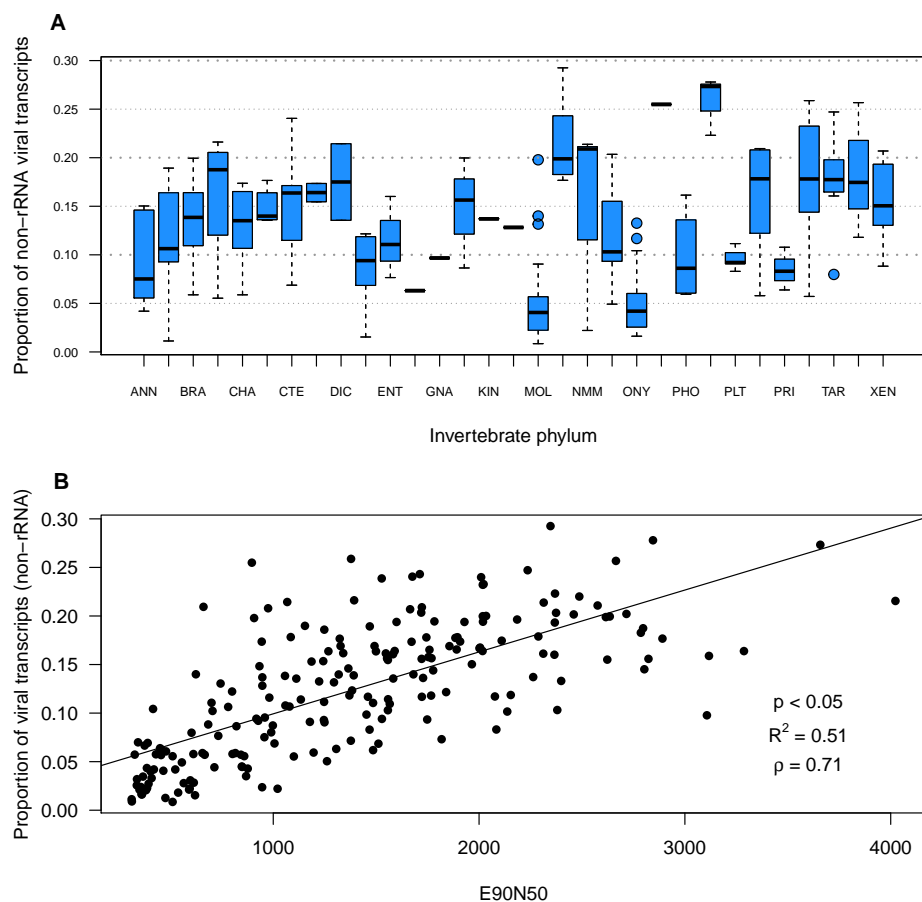 A
Proportion of non−rRNA viral transcripts
0.30
0.25
0.20
0.15
0.10
0.05
0.00
ANN BRA CHA CTE DIC ENT GNA KIN MOL NMM ONY PHO PLT PRI TAR XEN
Invertebrate phylum
B
Proportion of viral transcripts (non−rRNA)
0.30
0.25
0.20
0.15
0.10
0.05
0.00
p < 0.05
R² = 0.51
ρ = 0.71
1000 2000 3000 4000
E90N50